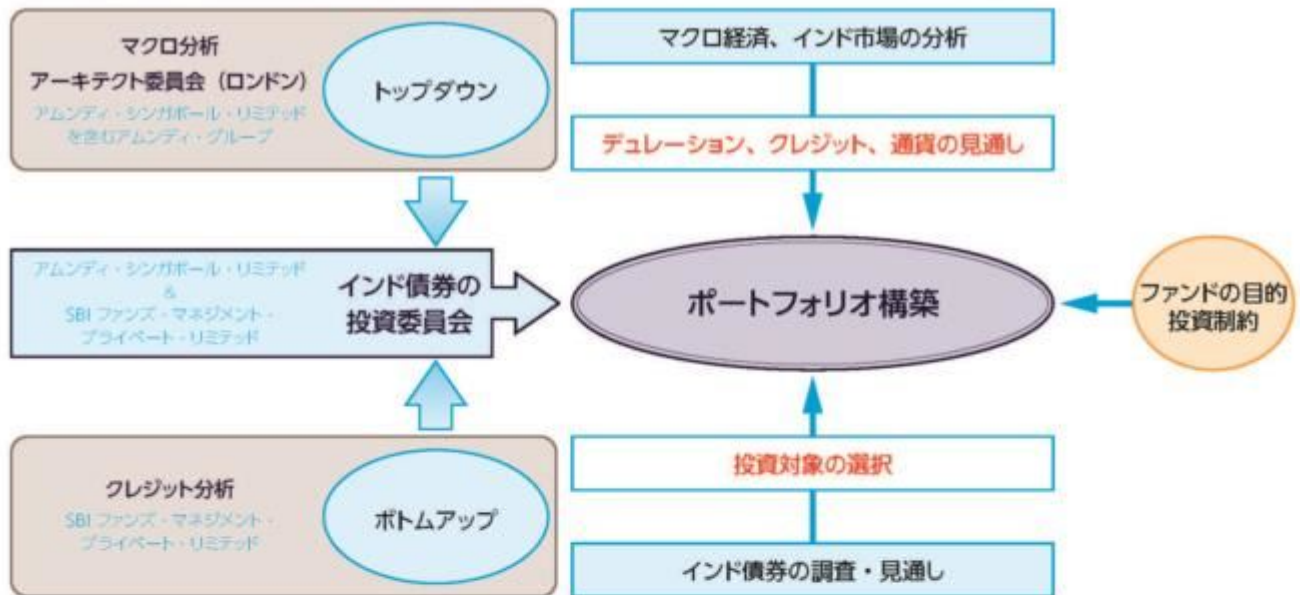 マクロ分析
アーキテクト委員会（ロンドン）
アムンディ・シンガポール・リミテッド
を含むアムンディ・グループ
トップダウン
マクロ経済、インド市場の分析
デュレーション、クレジット、通貨の見通し
アムンディ・シンガポール・リミテッド
&
SBI ファンズ・マネジメント・
プライベート・リミテッド
インド債券の
投資委員会
ポートフォリオ構築
ファンドの目的
投資制約
クレジット分析
SBI ファンズ・マネジメント・
プライベート・リミテッド
ボトムアップ
投資対象の選択
インド債券の調査・見通し